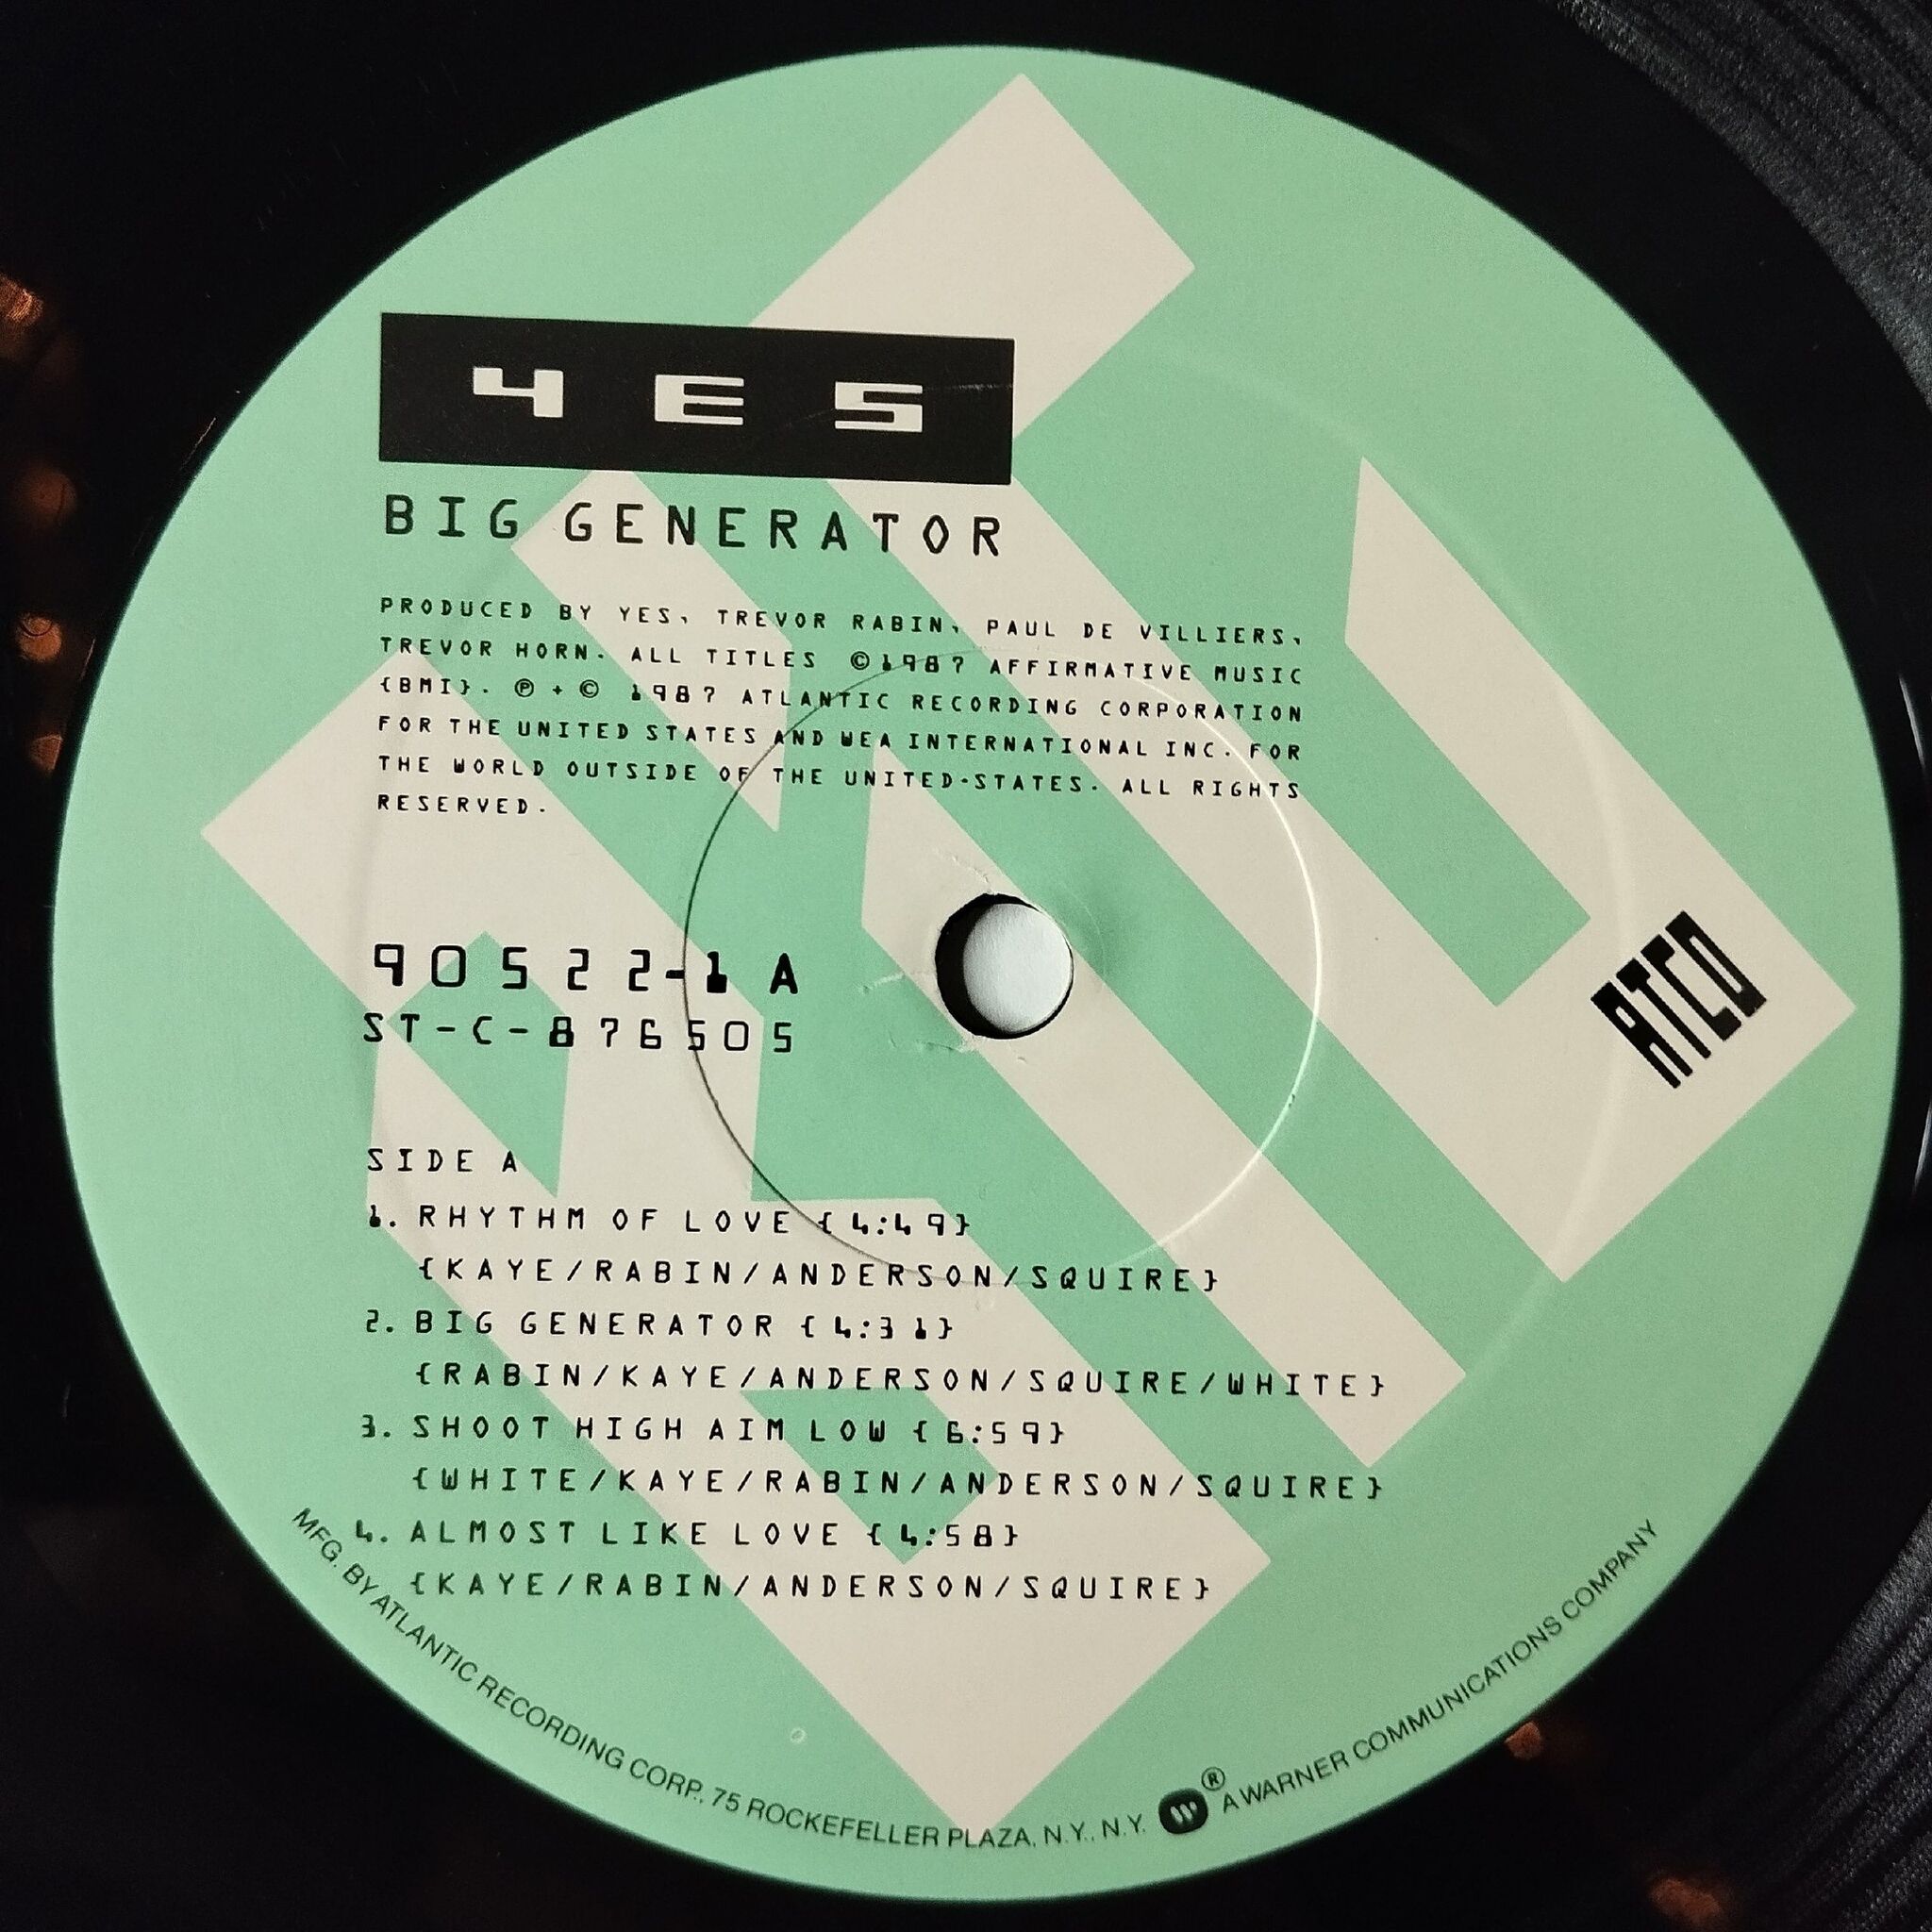 YES
BIG GENERATOR
PRODUCED BY YES, TREVOR RABIN, PAUL DE VILLIERS,
TREVOR HORN. ALL TITLES ©1987 AFFIRMATIVE MUSIC
{BMI}. ℗ + © 1987 ATLANTIC RECORDING CORPORATION
FOR THE UNITED STATES AND WEA INTERNATIONAL INC. FOR
THE WORLD OUTSIDE OF THE UNITED·STATES. ALL RIGHTS
RESERVED.
90522-1 A
ST-C-876505
ATCO
SIDE A
1. RHYTHM OF LOVE {4:49}
{KAYE/RABIN/ANDERSON/SQUIRE}
2. BIG GENERATOR {4:31}
{RABIN/KAYE/ANDERSON/SQUIRE/WHITE}
3. SHOOT HIGH AIM LOW {6:59}
{WHITE/KAYE/RABIN/ANDERSON/SQUIRE}
4. ALMOST LIKE LOVE {4:58}
{KAYE/RABIN/ANDERSON/SQUIRE}
MFG. BY ATLANTIC RECORDING CORP., 75 ROCKEFELLER PLAZA, N.Y., N.Y. W® A WARNER COMMUNICATIONS COMPANY